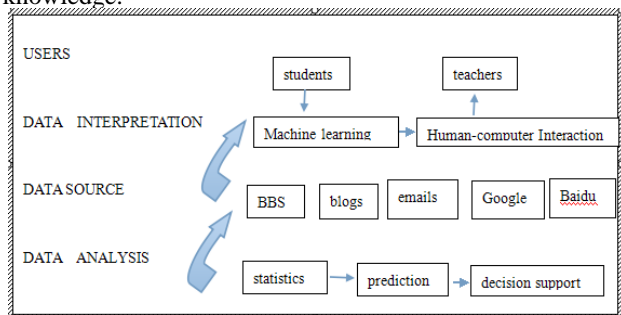 knowledge.
USERS
students
teachers
DATA INTERPRETATION
Machine learning
Human-computer Interaction
DATA SOURCE
BBS
blogs
emails
Google
Baidu
DATA ANALYSIS
statistics
prediction
decision support